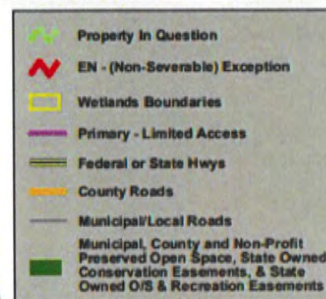 Property In Question
EN - (Non-Severable) Exception
Wetlands Boundaries
Primary - Limited Access
Federal or State Hwys
County Roads
Municipal/Local Roads
Municipal, County and Non-Profit
Preserved Open Space, State Owned
Conservation Easements, & State
Owned O/S & Recreation Easements